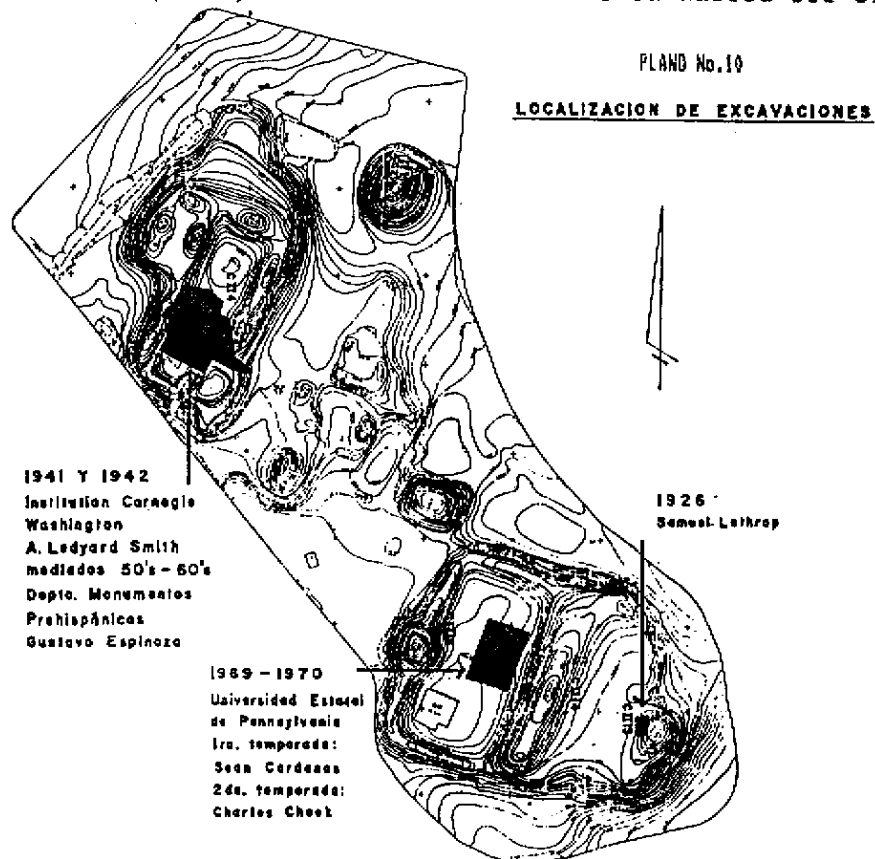 PLANO No.10
LOCALIZACION DE EXCAVACIONES
1941 Y 1942
Institution Carnegie
Washington
A. Ledyard Smith
mediados 50's - 60's
Depto. Monumentos
Prehispánicos
Gustavo Espinoza
1926
Samuel Lothrop
1969 - 1970
Universidad Estatal
de Pennsylvania
1ra. temporada:
Sean Cardenas
2da. temporada:
Charles Cheek